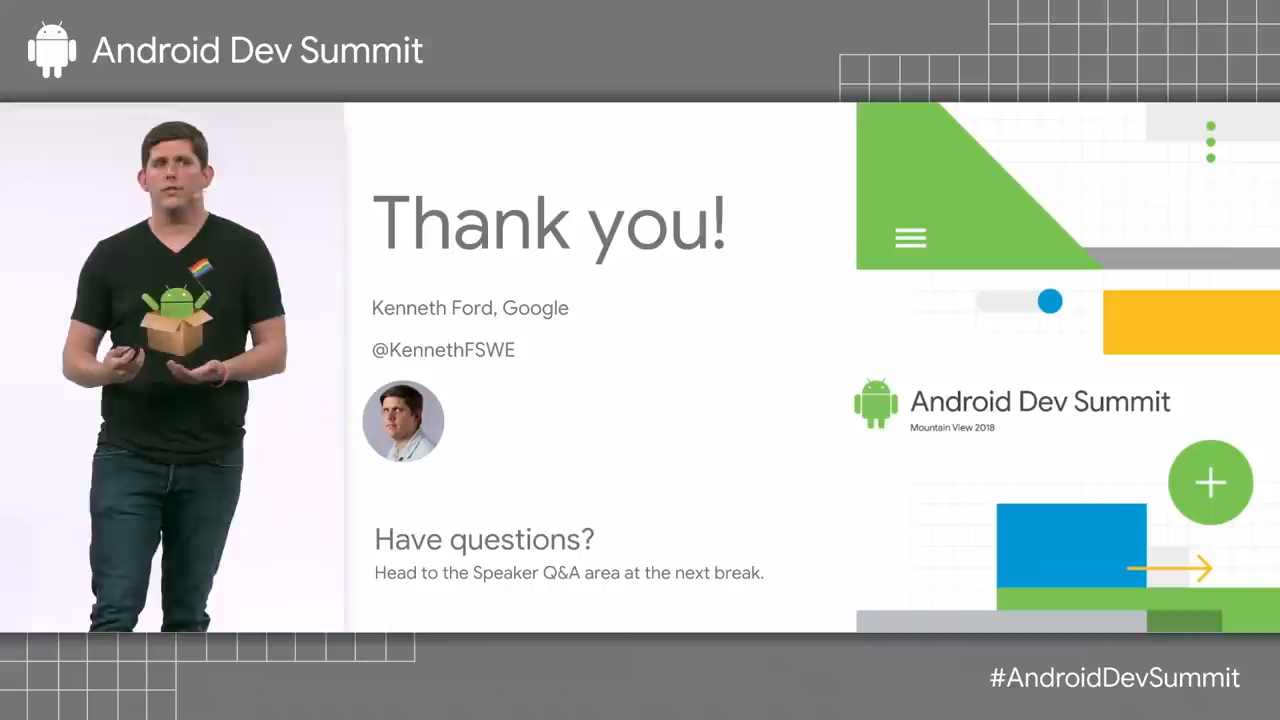 Android Dev Summit
Thank you!
Kenneth Ford, Google
@KennethFSWE
Have questions?
Head to the Speaker Q&A area at the next break.
Android Dev Summit
Mountain View 2018
#AndroidDevSummit